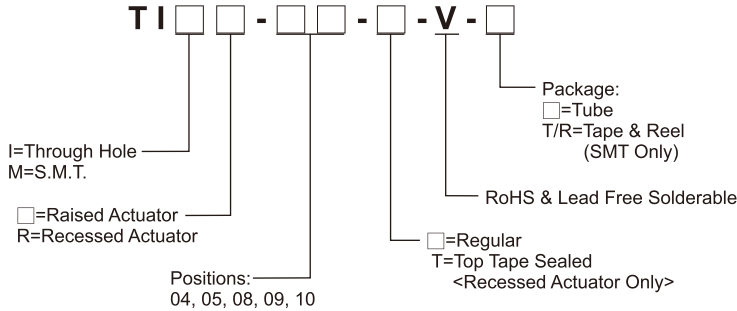 TI□□-□□-□-V-□
Package:
□=Tube
T/R=Tape & Reel
(SMT Only)
I=Through Hole
M=S.M.T.
RoHS & Lead Free Solderable
□=Raised Actuator
R=Recessed Actuator
□=Regular
T=Top Tape Sealed
<Recessed Actuator Only>
Positions:
04, 05, 08, 09, 10